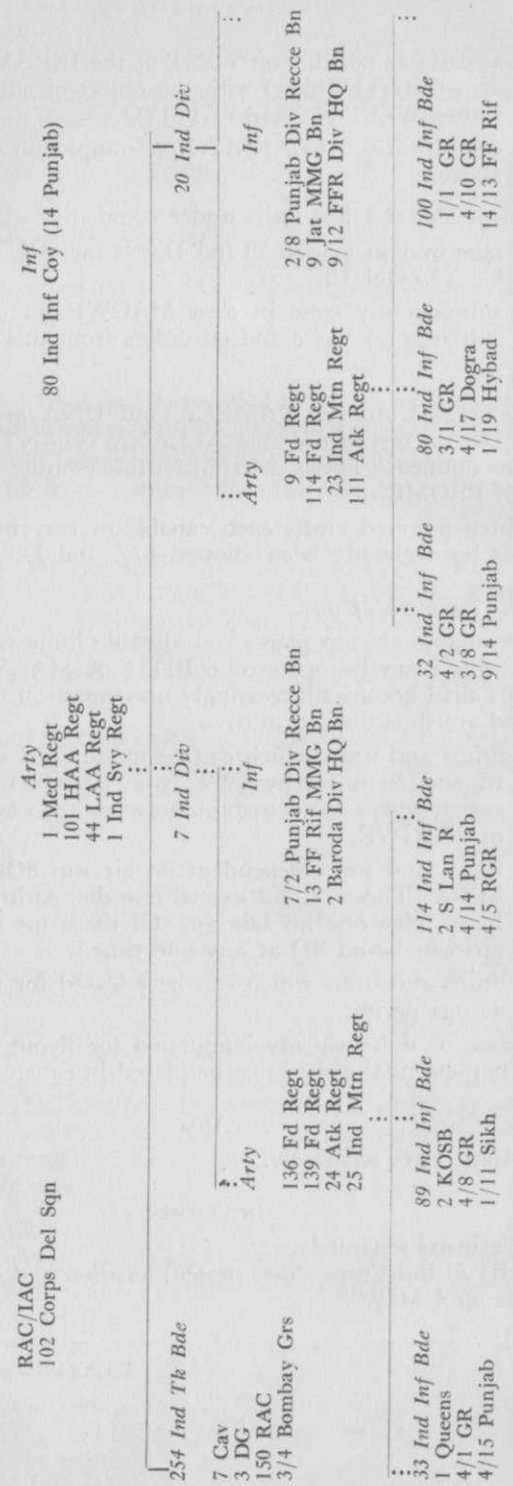 RAC/IAC
102 Corps Del Sqn
Arty
1 Med Regt
101 HAA Regt
44 LAA Regt
1 Ind Svy Regt
Inf
80 Ind Inf Coy (14 Punjab)
254 Ind Tk Bde
7 Cav
3 DG
150 RAC
3/4 Bombay Grs
7 Ind Div
Arty
136 Fd Regt
139 Fd Regt
24 Atk Regt
25 Ind Mtn Regt
Inf
7/2 Punjab Div Recce Bn
13 FF Rif MMG Bn
2 Baroda Div HQ Bn
20 Ind Div
Arty
9 Fd Regt
114 Fd Regt
23 Ind Mtn Regt
111 Atk Regt
Inf
2/8 Punjab Div Recce Bn
9 Jat MMG Bn
9/12 FFR Div HQ Bn
33 Ind Inf Bde
1 Queens
4/1 GR
4/15 Punjab
89 Ind Inf Bde
2 KOSB
4/8 GR
1/11 Sikh
114 Ind Inf Bde
2 S Lan R
4/14 Punjab
4/5 RGR
32 Ind Inf Bde
4/2 GR
3/8 GR
9/14 Punjab
80 Ind Inf Bde
3/1 GR
4/17 Dogra
1/19 Hybad
100 Ind Inf Bde
4/1 GR
4/10 GR
14/13 FF Rif